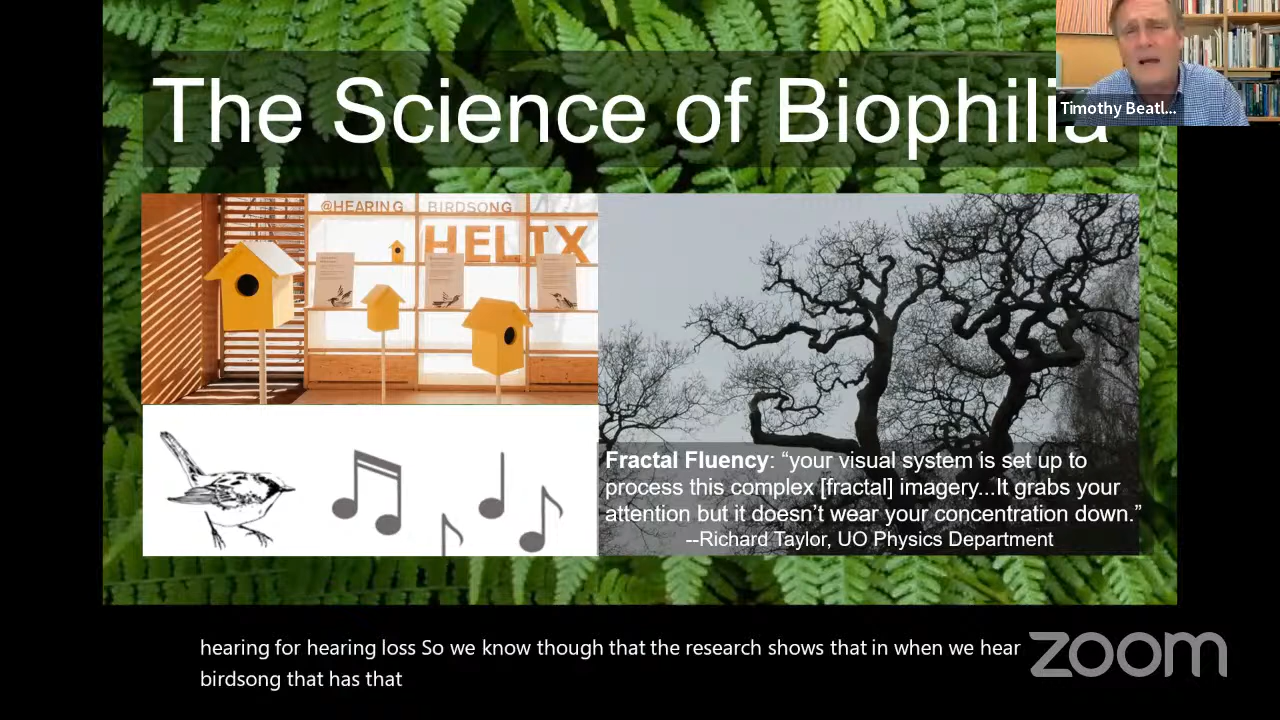 The Science of Biophilia
Timothy Beatl...
@HEARING BIRDSONG
HELIX
Fractal Fluency: “your visual system is set up to
process this complex [fractal] imagery...It grabs your
attention but it doesn’t wear your concentration down.”
--Richard Taylor, UO Physics Department
hearing for hearing loss So we know though that the research shows that in when we hear
birdsong that has that
zoom